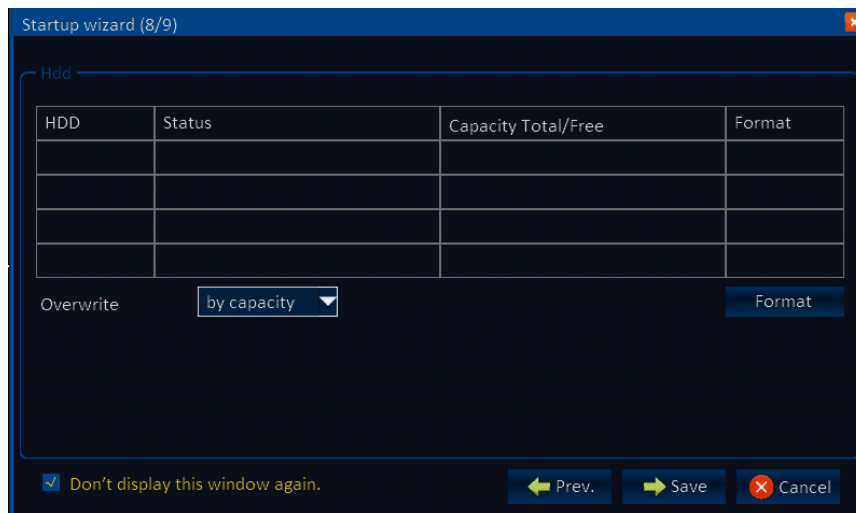 Startup wizard (8/9)
Hdd
HDD Status Capacity Total/Free Format
Overwrite by capacity Format
Don't display this window again. Prev. Save Cancel